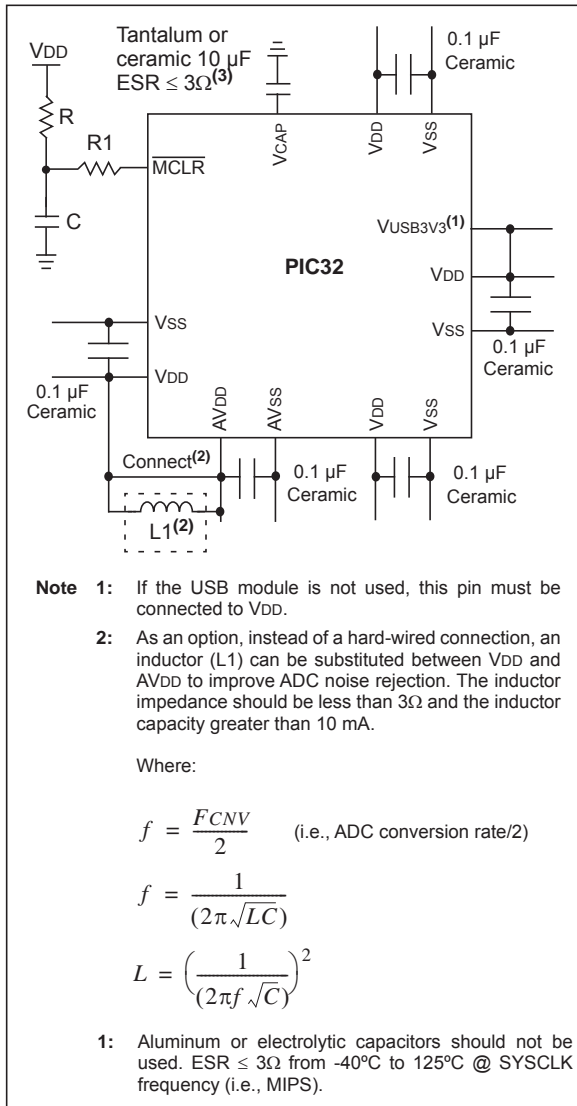 VDD
Tantalum or
ceramic 10 µF
ESR ≤ 3Ω(3)
0.1 µF
Ceramic
R
R1
MCLR
C
VCAP
VDD
VSS
VUSB3V3(1)
PIC32
VDD
VSS
VSS
VDD
0.1 µF
Ceramic
0.1 µF
Ceramic
AVDD
AVSS
VDD
VSS
Connect(2)
0.1 µF
Ceramic
0.1 µF
Ceramic
L1(2)
Note 1: If the USB module is not used, this pin must be
connected to VDD.
2: As an option, instead of a hard-wired connection, an
inductor (L1) can be substituted between VDD and
AVDD to improve ADC noise rejection. The inductor
impedance should be less than 3Ω and the inductor
capacity greater than 10 mA.
Where:
f = FCNV / 2 (i.e., ADC conversion rate/2)
f = 1 / (2π√LC)
L = (1 / (2πf√C))²
1: Aluminum or electrolytic capacitors should not be
used. ESR ≤ 3Ω from -40ºC to 125ºC @ SYSCLK
frequency (i.e., MIPS).